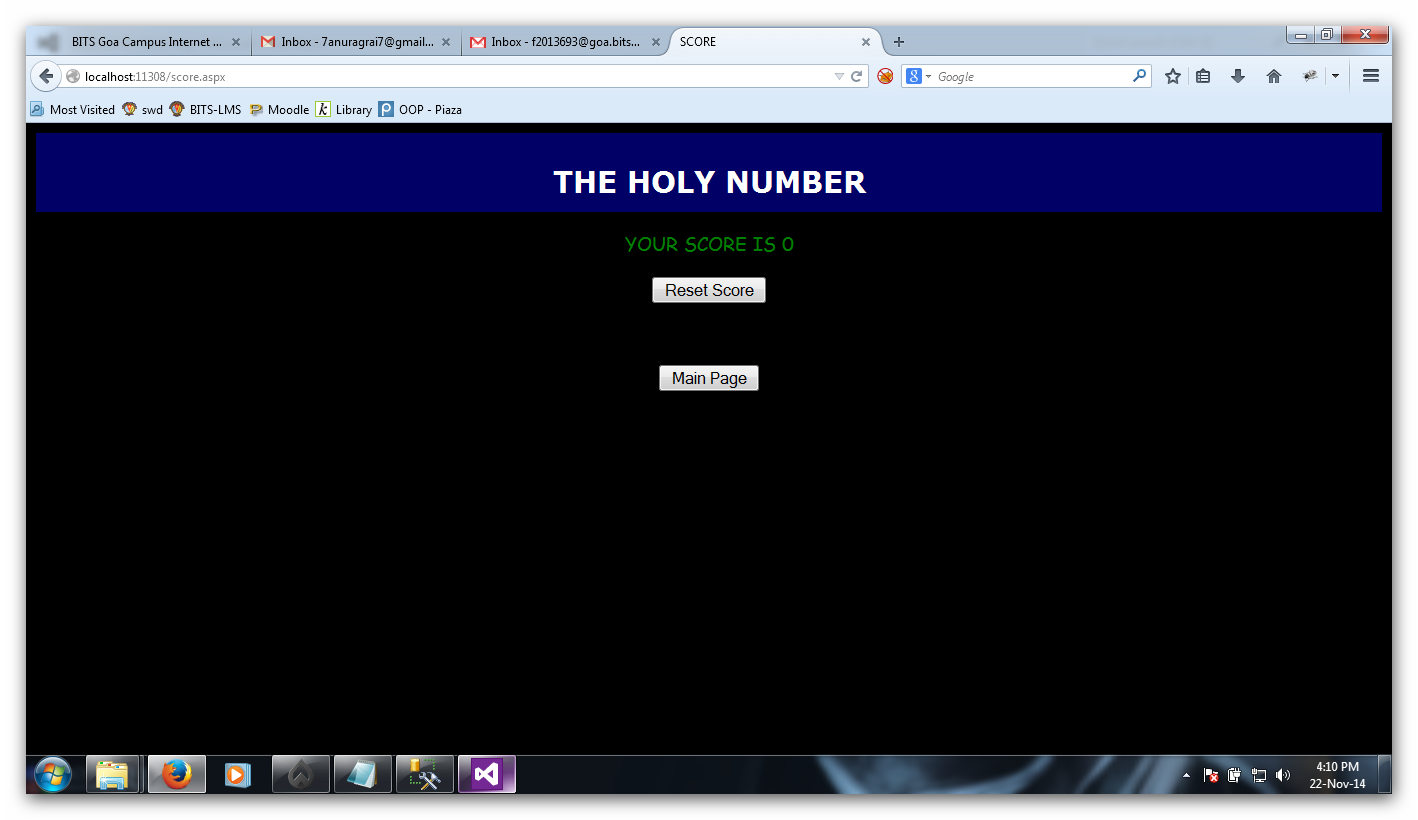 BITS Goa Campus Internet ...
Inbox - 7anuragrai7@gmail...
Inbox - f2013693@goa.bits...
SCORE
localhost:11308/score.aspx
Google
Most Visited
swd
BITS-LMS
Moodle
Library
OOP - Piaza
THE HOLY NUMBER
YOUR SCORE IS 0
Reset Score
Main Page
4:10 PM
22-Nov-14